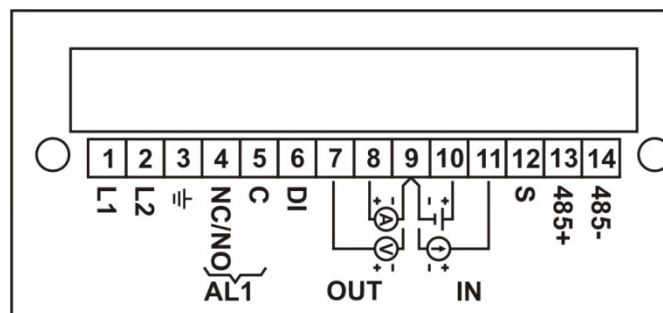 1 2 3 4 5 6 7 8 9 10 11 12 13 14
L1 L2 NC/NO C DI S 485+ 485-
+ - - +
A
V
+ - - +
AL1 OUT IN